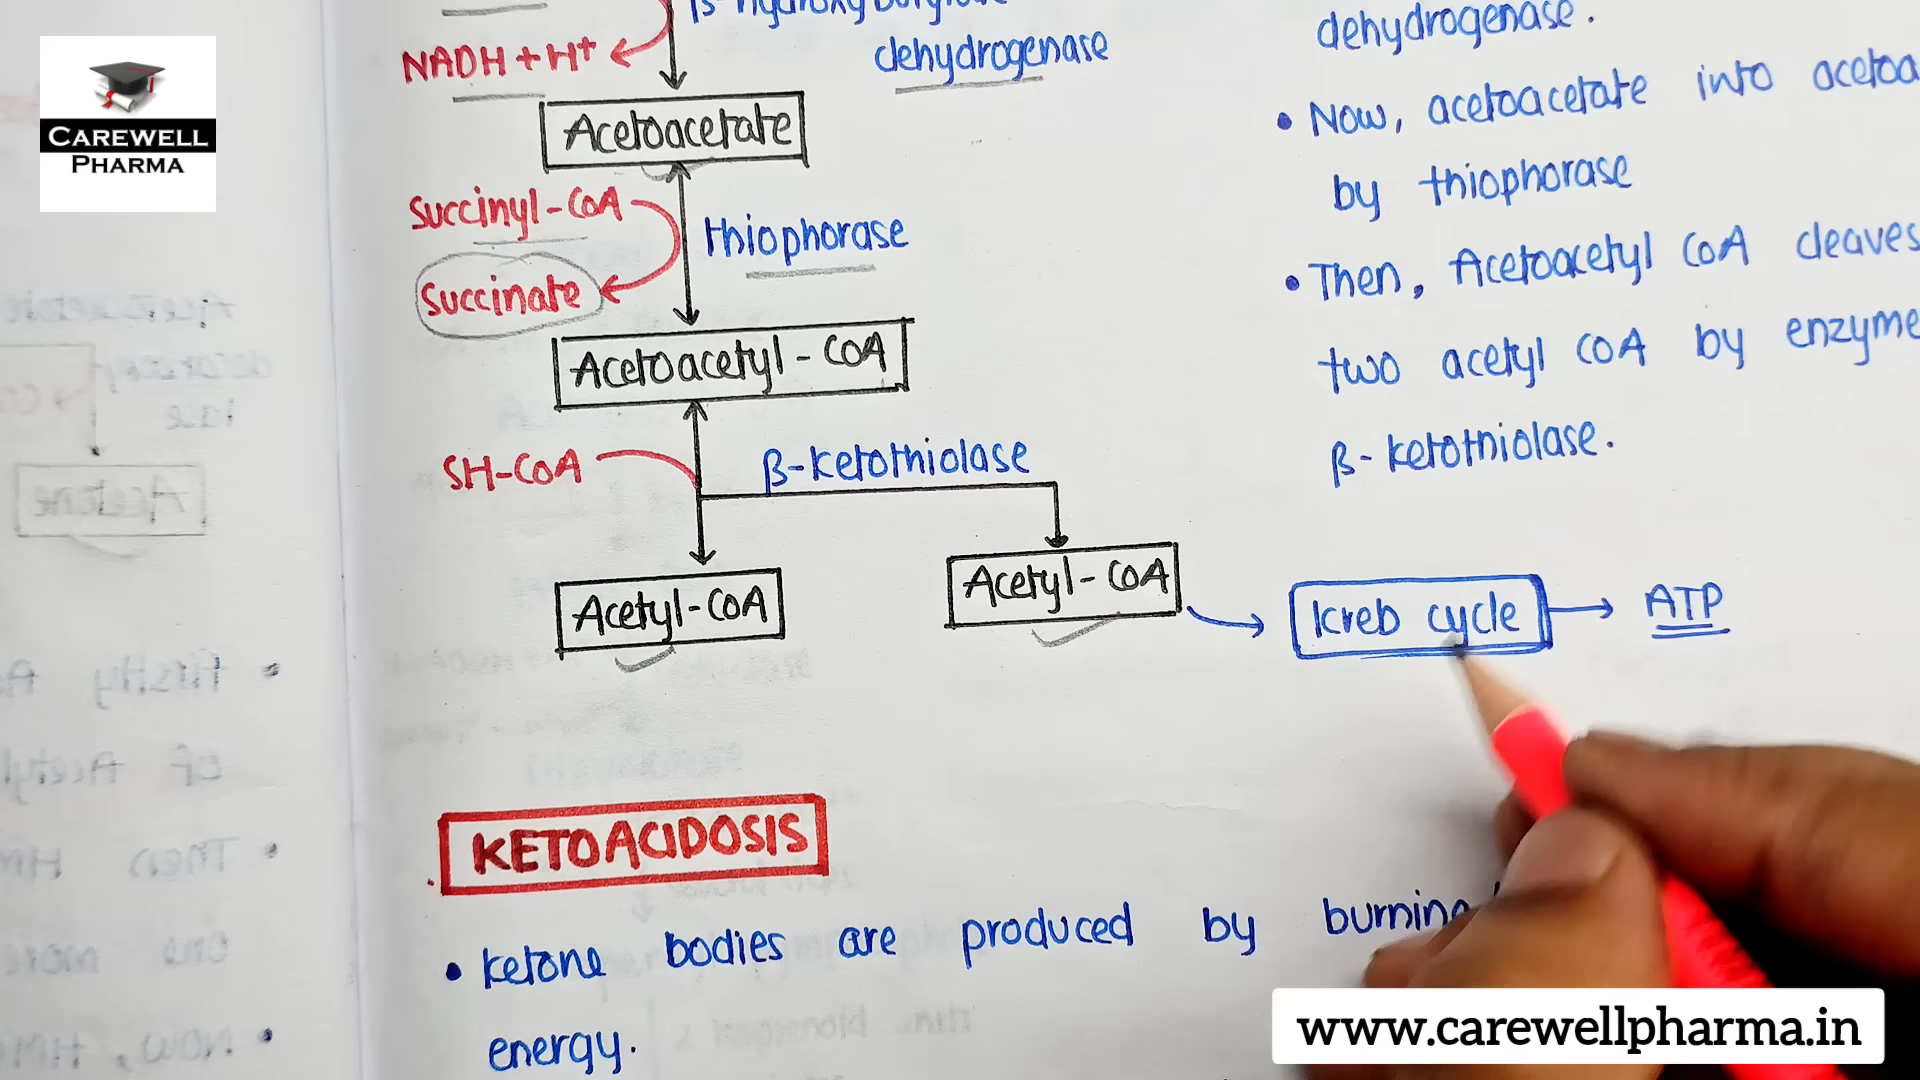 CAREWELL
PHARMA
dehydrogenase
NADH + H+
Acetoacetate
Succinyl-CoA
thiophorase
Succinate
Acetoacetyl-CoA
SH-CoA
β-ketothiolase
Acetyl-CoA
Acetyl-CoA
kreb cycle
ATP
dehydrogenase.
• Now, acetoacetate into
by thiophorase
• Then, Acetoacetyl CoA cleaves
two acetyl CoA by enzyme
β-ketothiolase.
KETOACIDOSIS
• ketone bodies are produced by burning
energy.
www.carewellpharma.in